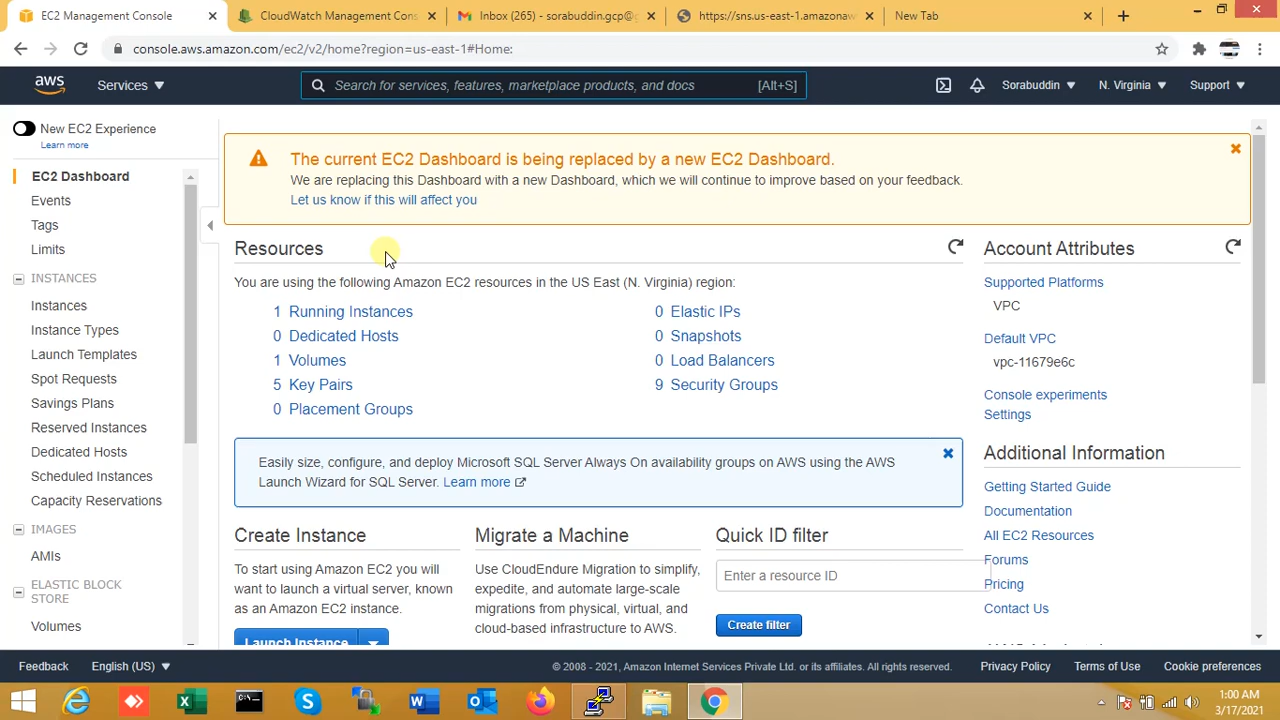 EC2 Management Console
CloudWatch Management Cons
Inbox (265) - sorabuddin.gcp@g
https://sns.us-east-1.amazonaw
New Tab
console.aws.amazon.com/ec2/v2/home?region=us-east-1#Home:
aws
Services
Search for services, features, marketplace products, and docs
[Alt+S]
Sorabuddin
N. Virginia
Support
New EC2 Experience
Learn more
EC2 Dashboard
Events
Tags
Limits
INSTANCES
Instances
Instance Types
Launch Templates
Spot Requests
Savings Plans
Reserved Instances
Dedicated Hosts
Scheduled Instances
Capacity Reservations
IMAGES
AMIs
ELASTIC BLOCK
STORE
Volumes
The current EC2 Dashboard is being replaced by a new EC2 Dashboard.
We are replacing this Dashboard with a new Dashboard, which we will continue to improve based on your feedback.
Let us know if this will affect you
Resources
You are using the following Amazon EC2 resources in the US East (N. Virginia) region:
1 Running Instances
0 Elastic IPs
0 Dedicated Hosts
0 Snapshots
1 Volumes
0 Load Balancers
5 Key Pairs
9 Security Groups
0 Placement Groups
Easily size, configure, and deploy Microsoft SQL Server Always On availability groups on AWS using the AWS
Launch Wizard for SQL Server. Learn more
Create Instance
To start using Amazon EC2 you will
want to launch a virtual server, known
as an Amazon EC2 instance.
Launch Instance
Migrate a Machine
Use CloudEndure Migration to simplify,
expedite, and automate large-scale
migrations from physical, virtual, and
cloud-based infrastructure to AWS.
Quick ID filter
Enter a resource ID
Create filter
Account Attributes
Supported Platforms
VPC
Default VPC
vpc-11679e6c
Console experiments
Settings
Additional Information
Getting Started Guide
Documentation
All EC2 Resources
Forums
Pricing
Contact Us
Feedback
English (US)
© 2008 - 2021, Amazon Internet Services Private Ltd. or its affiliates. All rights reserved.
Privacy Policy
Terms of Use
Cookie preferences
1:00 AM
3/17/2021